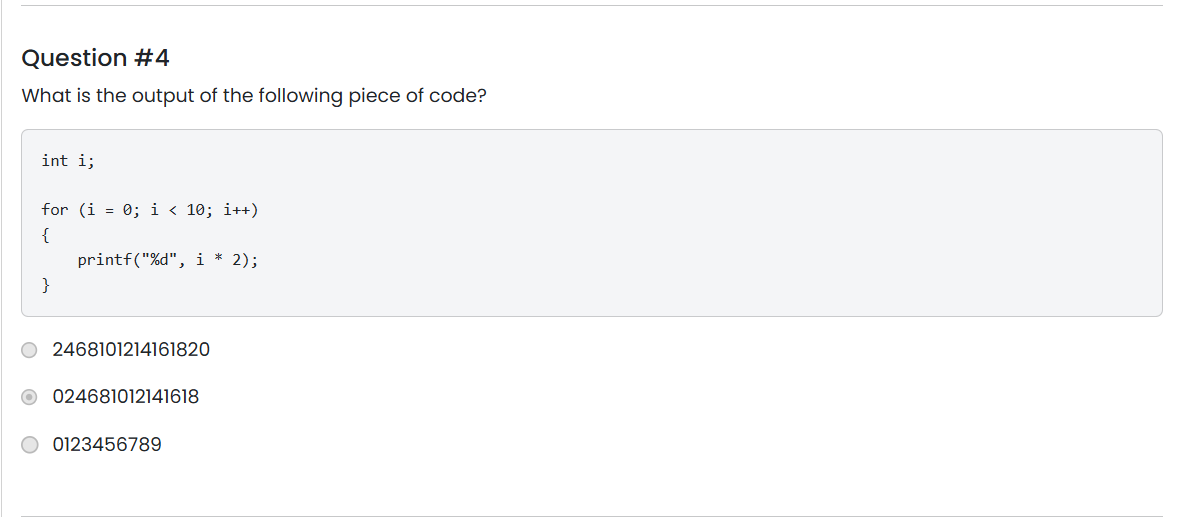 Question #4
What is the output of the following piece of code?
int i;
for (i = 0; i < 10; i++)
{
    printf("%d", i * 2);
}
2468101214161820
024681012141618
0123456789